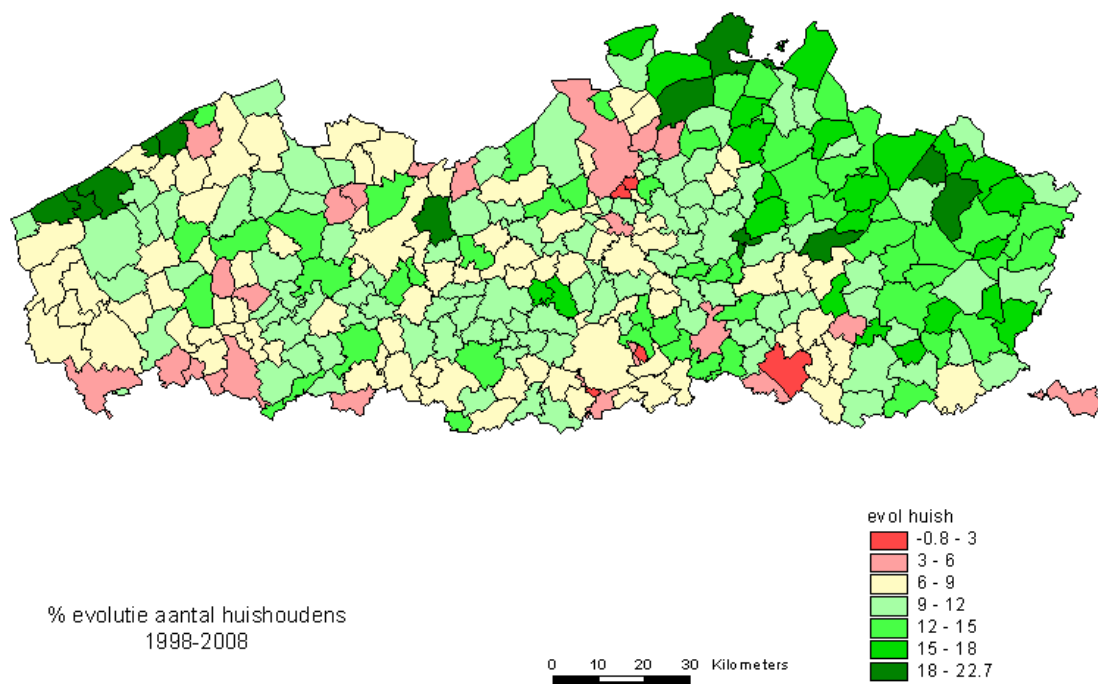 evol huish
-0.8 - 3
3 - 6
6 - 9
9 - 12
12 - 15
15 - 18
18 - 22.7
% evolutie aantal huishoudens
1998-2008
0 10 20 30 Kilometers